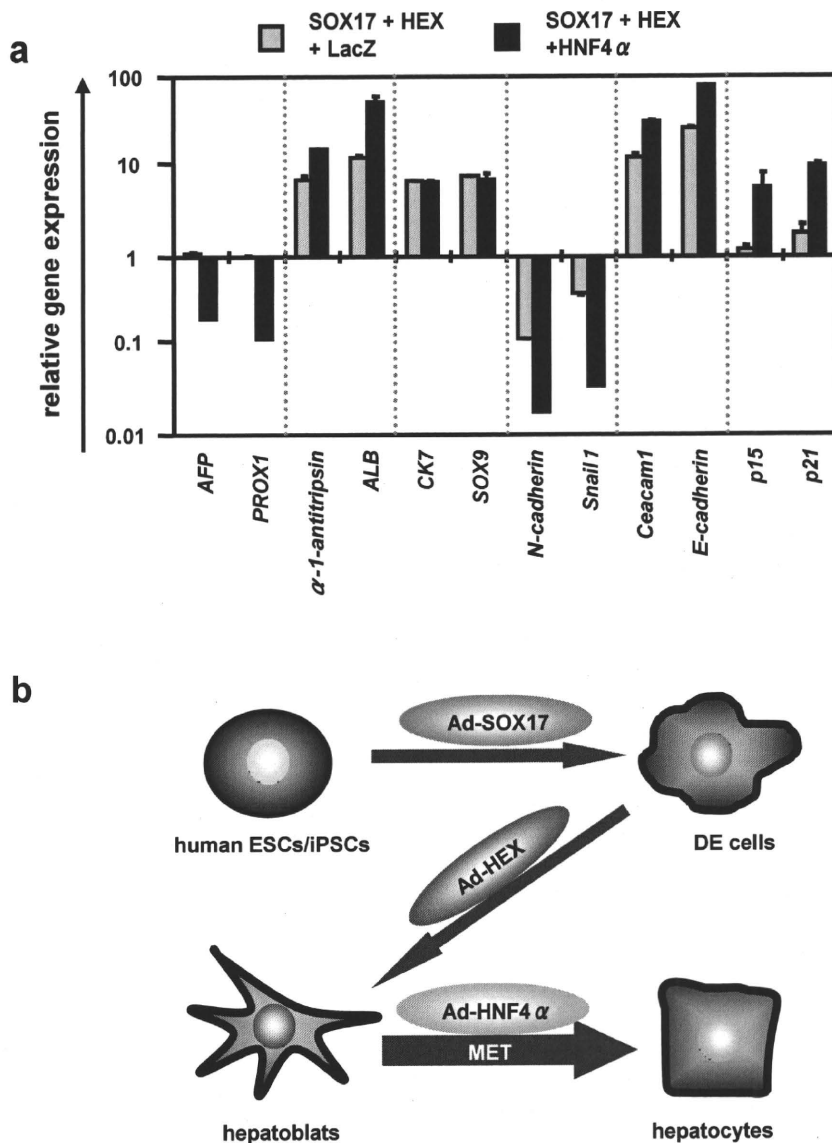 a
SOX17 + HEX
+ LacZ
SOX17 + HEX
+HNF4 α
relative gene expression
100
10
1
0.1
0.01
AFP
PROX1
α-1-antitripsin
ALB
CK7
SOX9
N-cadherin
Snail 1
Ceacam1
E-cadherin
p15
p21
b
Ad-SOX17
human ESCs/iPSCs
DE cells
Ad-HEX
Ad-HNF4 α
MET
hepatoblats
hepatocytes